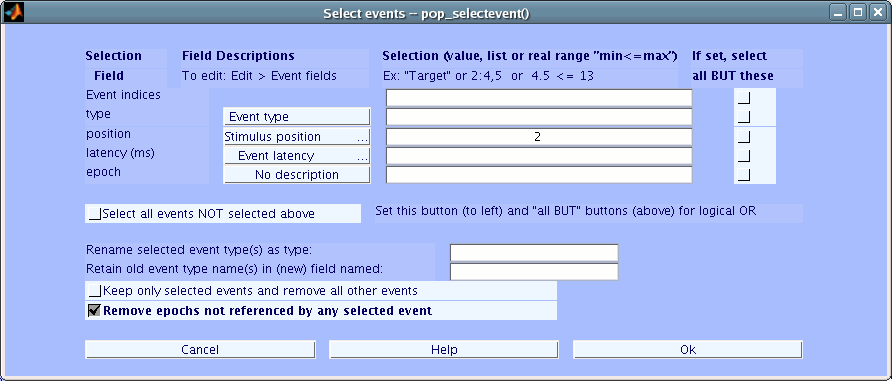 Select events -- pop_selectevent()
Selection Field Descriptions Selection (value, list or real range "min<=max") If set, select
Field To edit: Edit > Event fields Ex: "Target" or 2:4,5 or 4.5 <= 13 all BUT these
Event indices
type Event type
position Stimulus position ... 2
latency (ms) Event latency ...
epoch No description
Select all events NOT selected above Set this button (to left) and "all BUT" buttons (above) for logical OR
Rename selected event type(s) as type:
Retain old event type name(s) in (new) field named:
Keep only selected events and remove all other events
Remove epochs not referenced by any selected event
Cancel Help Ok